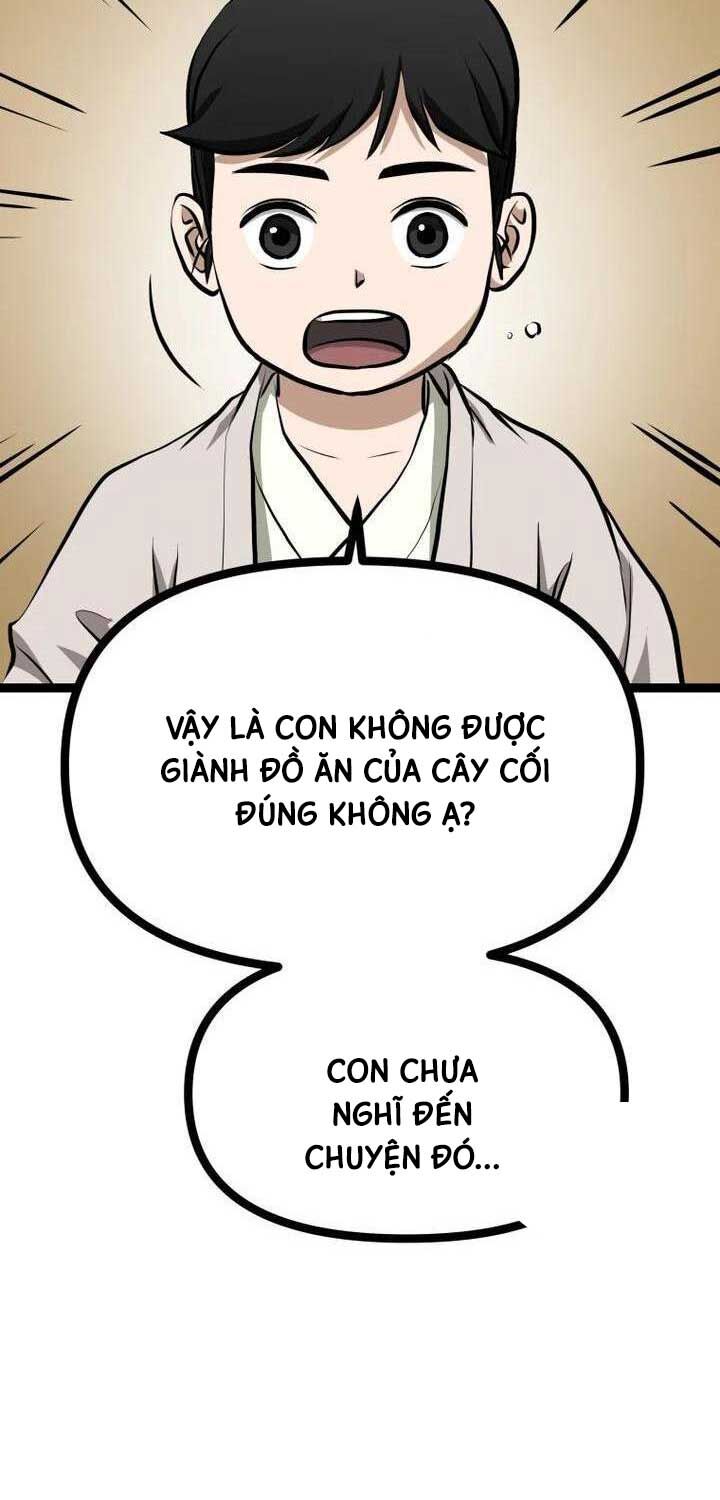 VẬY LÀ CON KHÔNG ĐƯỢC
GIÀNH ĐỒ ĂN CỦA CÂY CỐI
ĐÚNG KHÔNG Ạ?
CON CHƯA
NGHĨ ĐẾN
CHUYỆN ĐÓ...